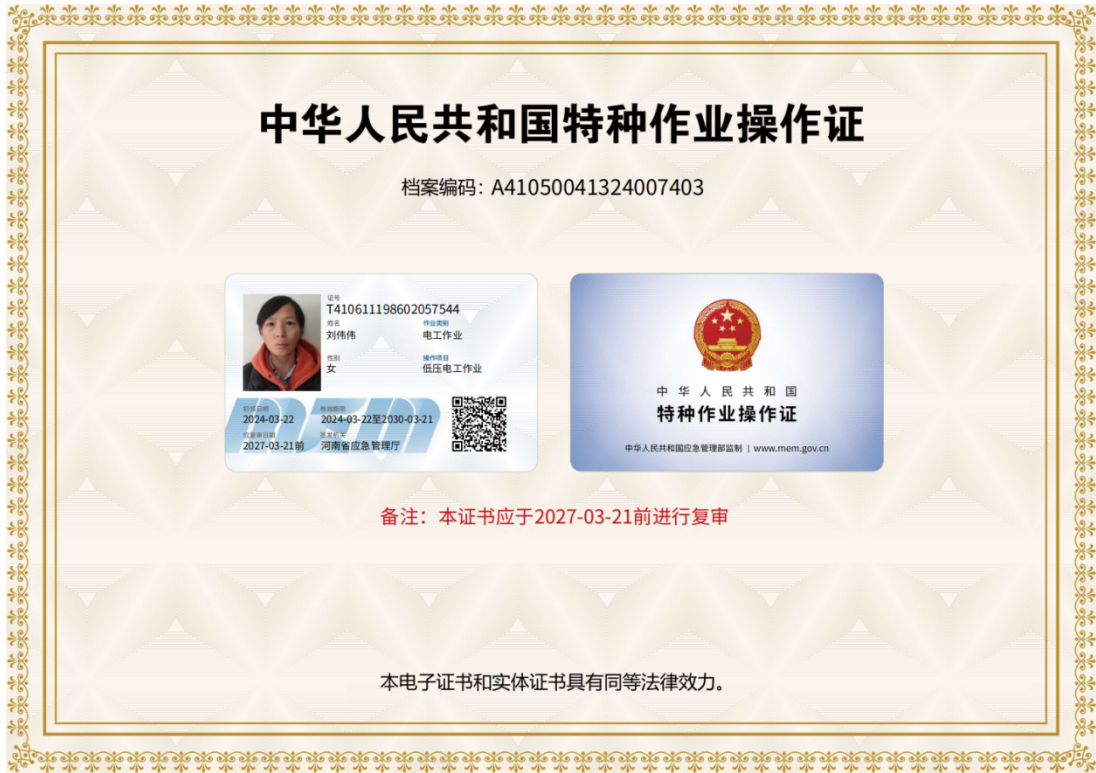 中华人民共和国特种作业操作证
档案编码：A41050041324007403
证号
T410611198602057544
姓名
刘伟伟
作业类别
电工作业
性别
女
操作项目
低压电工作业
初领日期
2024-03-22
有效期限
2024-03-22至2030-03-21
应复审日期
2027-03-21前
签发机关
河南省应急管理厅
中华人民共和国
特种作业操作证
中华人民共和国应急管理部监制 | www.mem.gov.cn
备注：本证书应于2027-03-21前进行复审
本电子证书和实体证书具有同等法律效力。